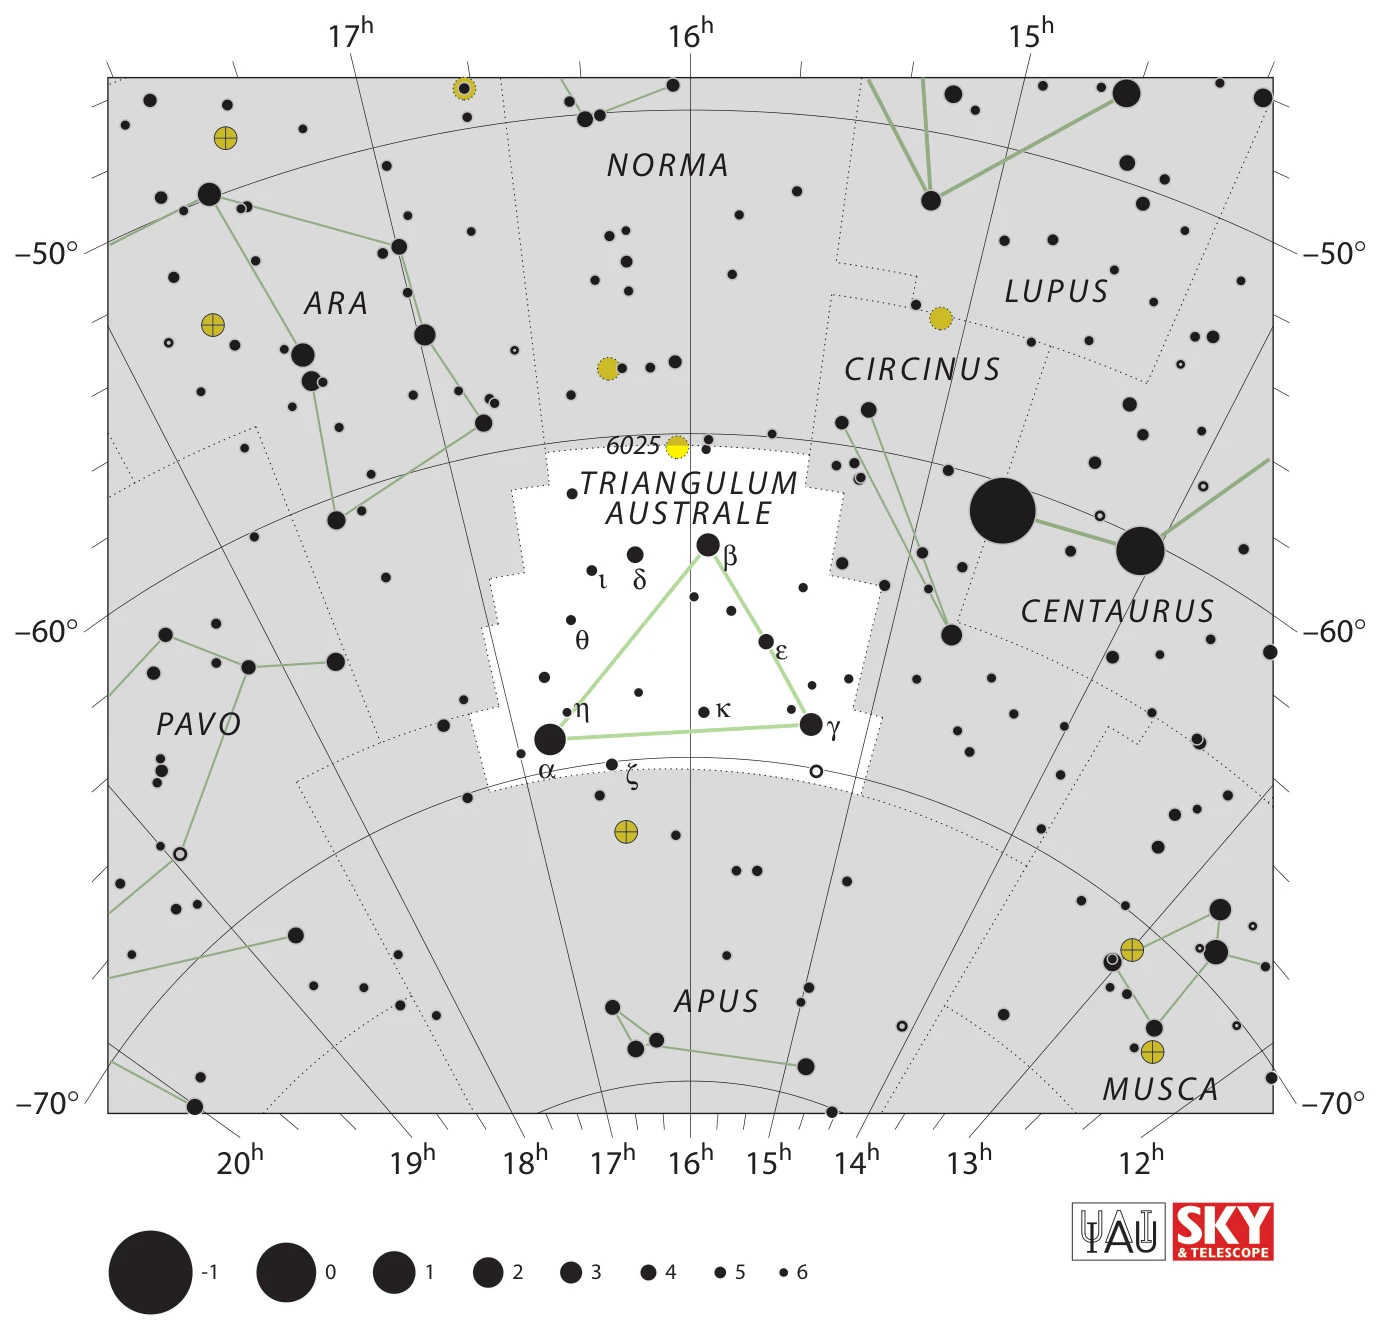 17h 16h 15h
NORMA
−50° −50°
LUPUS
ARA
CIRCINUS
6025
TRIANGULUM
AUSTRALE
β
ι δ
CENTAURUS
−60° θ −60°
ε
η κ
PAVO γ
α ζ
APUS
MUSCA
−70° −70°
20h 19h 18h 17h 16h 15h 14h 13h 12h
IAU SKY
& TELESCOPE
-1 0 1 2 3 4 5 6